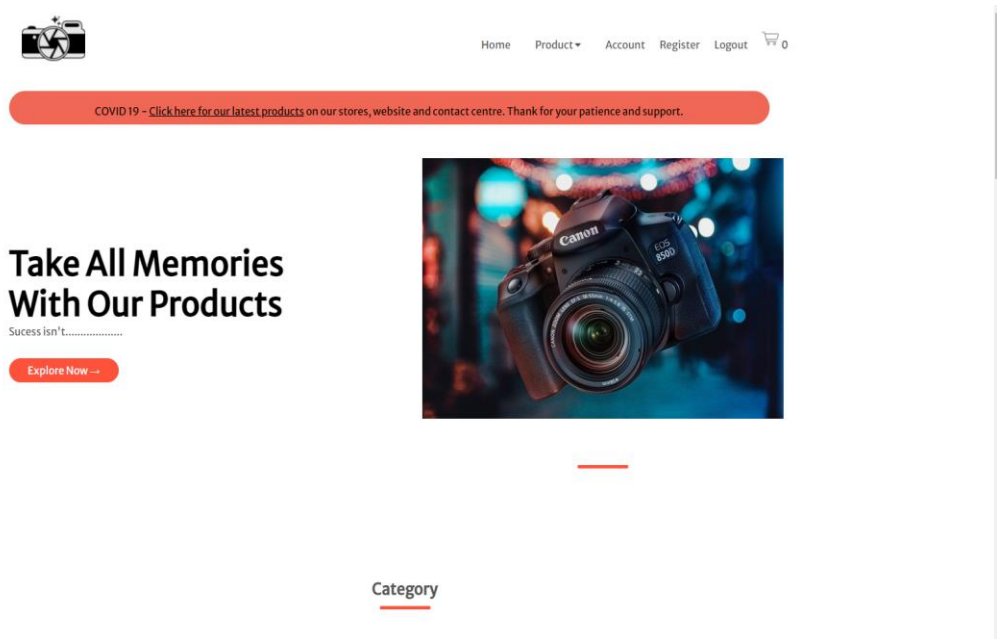 Home Product Account Register Logout 0
COVID 19 - Click here for our latest products on our stores, website and contact centre. Thank for your patience and support.
Take All Memories
With Our Products
Sucess isn't...................
Explore Now →
Canon
EOS
850D
Category